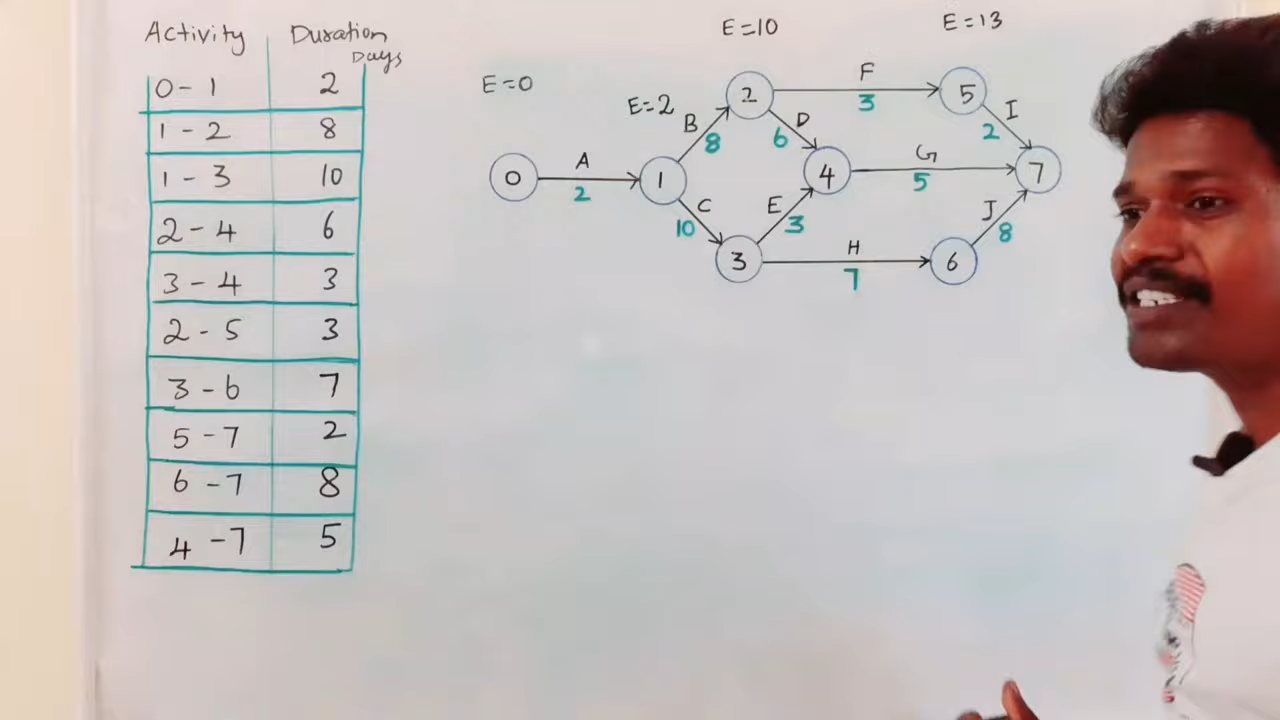 Activity Duration
Days
0 - 1 2
1 - 2 8
1 - 3 10
2 - 4 6
3 - 4 3
2 - 5 3
3 - 6 7
5 - 7 2
6 - 7 8
4 - 7 5
E=0
E=2
E=10
E=13
0
A
2
1
B
8
C
10
2
F
3
D
6
3
E
3
H
7
4
G
5
5
I
2
6
J
8
7